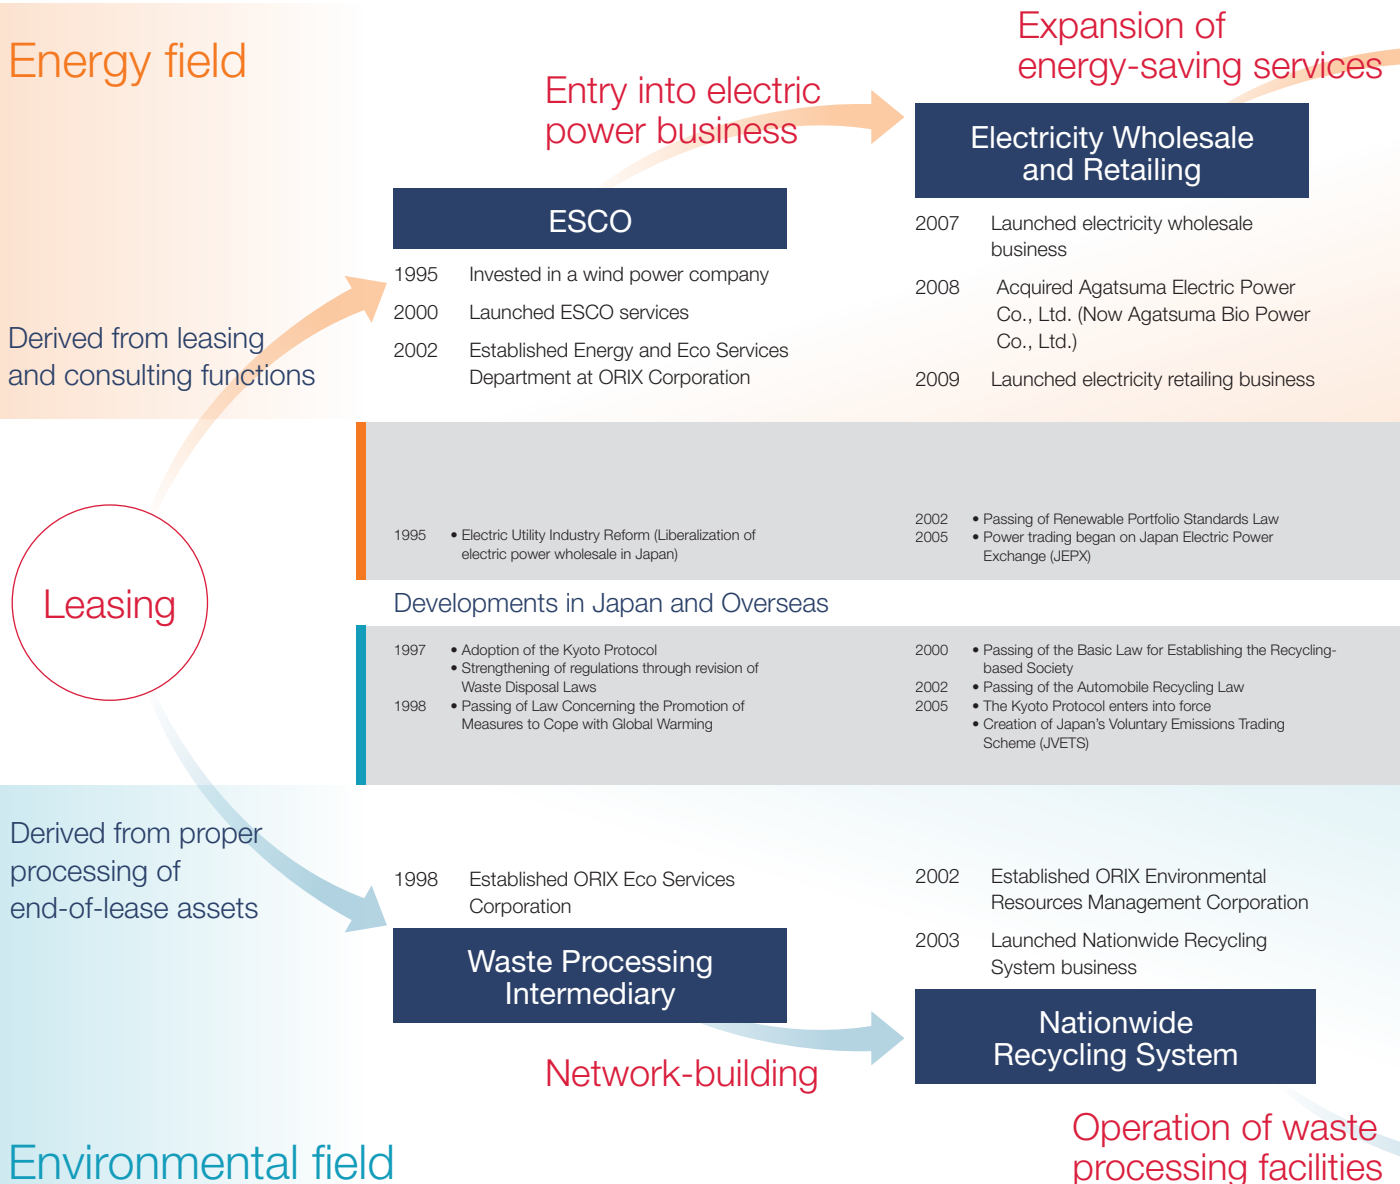 Energy field
Expansion of
energy-saving services
Entry into electric
power business
Electricity Wholesale
and Retailing
ESCO
2007 Launched electricity wholesale
business
2008 Acquired Agatsuma Electric Power
Co., Ltd. (Now Agatsuma Bio Power
Co., Ltd.)
2009 Launched electricity retailing business
1995 Invested in a wind power company
2000 Launched ESCO services
2002 Established Energy and Eco Services
Department at ORIX Corporation
Derived from leasing
and consulting functions
1995 • Electric Utility Industry Reform (Liberalization of
electric power wholesale in Japan)
2002 • Passing of Renewable Portfolio Standards Law
2005 • Power trading began on Japan Electric Power
Exchange (JEPX)
Leasing
Developments in Japan and Overseas
1997 • Adoption of the Kyoto Protocol
• Strengthening of regulations through revision of
Waste Disposal Laws
1998 • Passing of Law Concerning the Promotion of
Measures to Cope with Global Warming
2000 • Passing of the Basic Law for Establishing the Recycling-
based Society
2002 • Passing of the Automobile Recycling Law
2005 • The Kyoto Protocol enters into force
• Creation of Japan's Voluntary Emissions Trading
Scheme (JVETS)
Derived from proper
processing of
end-of-lease assets
1998 Established ORIX Eco Services
Corporation
Waste Processing
Intermediary
2002 Established ORIX Environmental
Resources Management Corporation
2003 Launched Nationwide Recycling
System business
Nationwide
Recycling System
Network-building
Operation of waste
processing facilities
Environmental field